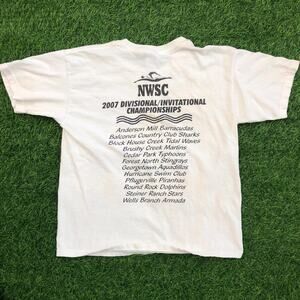 NWSC
2007 DIVISIONAL/INVITATIONAL
CHAMPIONSHIPS
Anderson Mill Barracudas
Balcones Country Club Sharks
Block House Creek Tidal Waves
Brushy Creek Martins
Cedar Park Typhoons
Forest North Stingrays
Georgetown Aquadillos
Hurricane Swim Club
Pflugerville Piranhas
Round Rock Dolphins
Steiner Ranch Stars
Wells Branch Armada